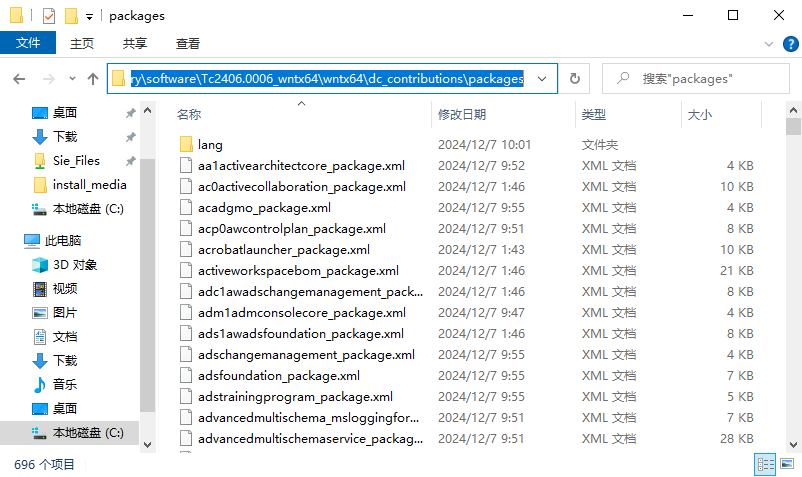 packages
文件 主页 共享 查看
ry\software\Tc2406.0006_wntx64\wntx64\dc_contributions\packages 搜索"packages"
桌面
下载
Sie_Files
install_media
本地磁盘 (C:)
此电脑
3D 对象
视频
图片
文档
下载
音乐
桌面
本地磁盘 (C:)
名称 修改日期 类型 大小
lang 2024/12/7 10:01 文件夹
aa1activearchitectcore_package.xml 2024/12/7 9:52 XML 文档 4 KB
ac0activecollaboration_package.xml 2024/12/7 1:46 XML 文档 10 KB
acadgmo_package.xml 2024/12/7 9:55 XML 文档 4 KB
acp0awcontrolplan_package.xml 2024/12/7 9:51 XML 文档 8 KB
acrobatlauncher_package.xml 2024/12/7 1:43 XML 文档 10 KB
activeworkspacebom_package.xml 2024/12/7 1:46 XML 文档 21 KB
adc1awadschangemanagement_pack... 2024/12/7 1:46 XML 文档 8 KB
adm1admconsolecore_package.xml 2024/12/7 9:47 XML 文档 4 KB
ads1awadsfoundation_package.xml 2024/12/7 1:46 XML 文档 8 KB
adschangemanagement_package.xml 2024/12/7 9:55 XML 文档 4 KB
adsfoundation_package.xml 2024/12/7 9:55 XML 文档 7 KB
adstrainingprogram_package.xml 2024/12/7 9:55 XML 文档 5 KB
advancedmultischema_msloggingfor... 2024/12/7 9:51 XML 文档 7 KB
advancedmultischemaservice_packag... 2024/12/7 9:51 XML 文档 28 KB
696 个项目